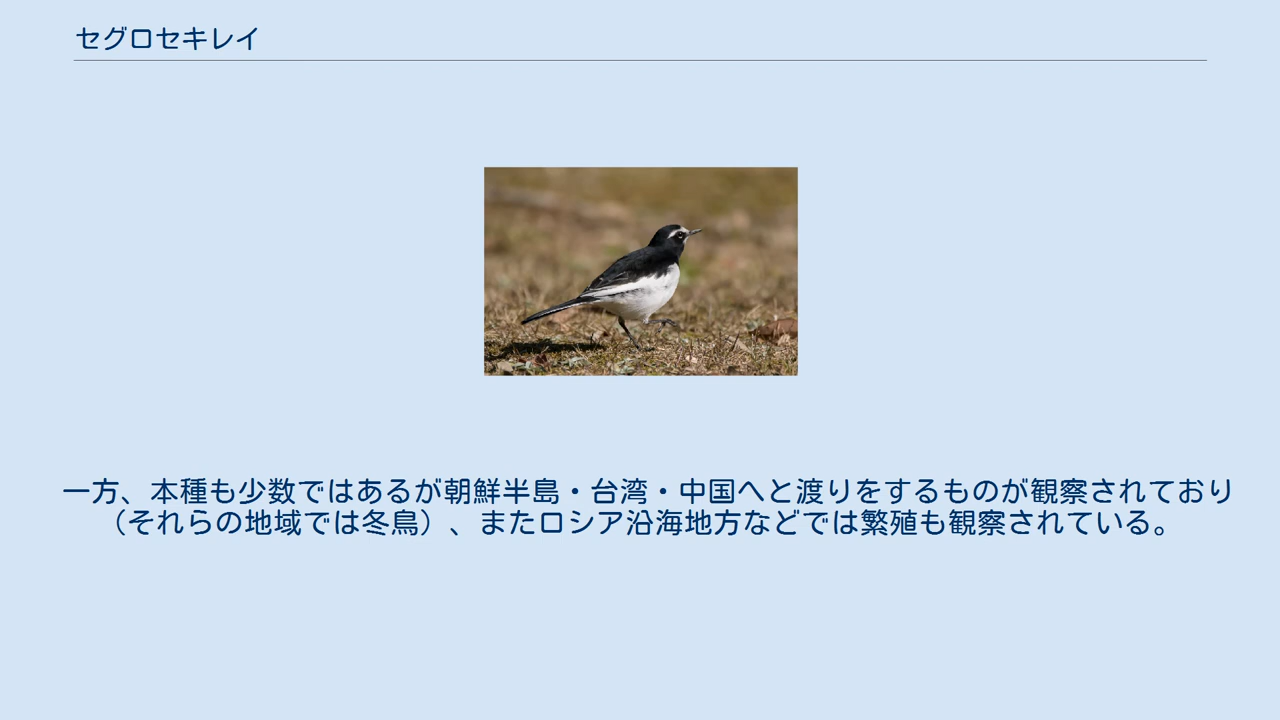 セグロセキレイ
一方、本種も少数ではあるが朝鮮半島・台湾・中国へと渡りをするものが観察されており
（それらの地域では冬鳥）、またロシア沿海地方などでは繁殖も観察されている。